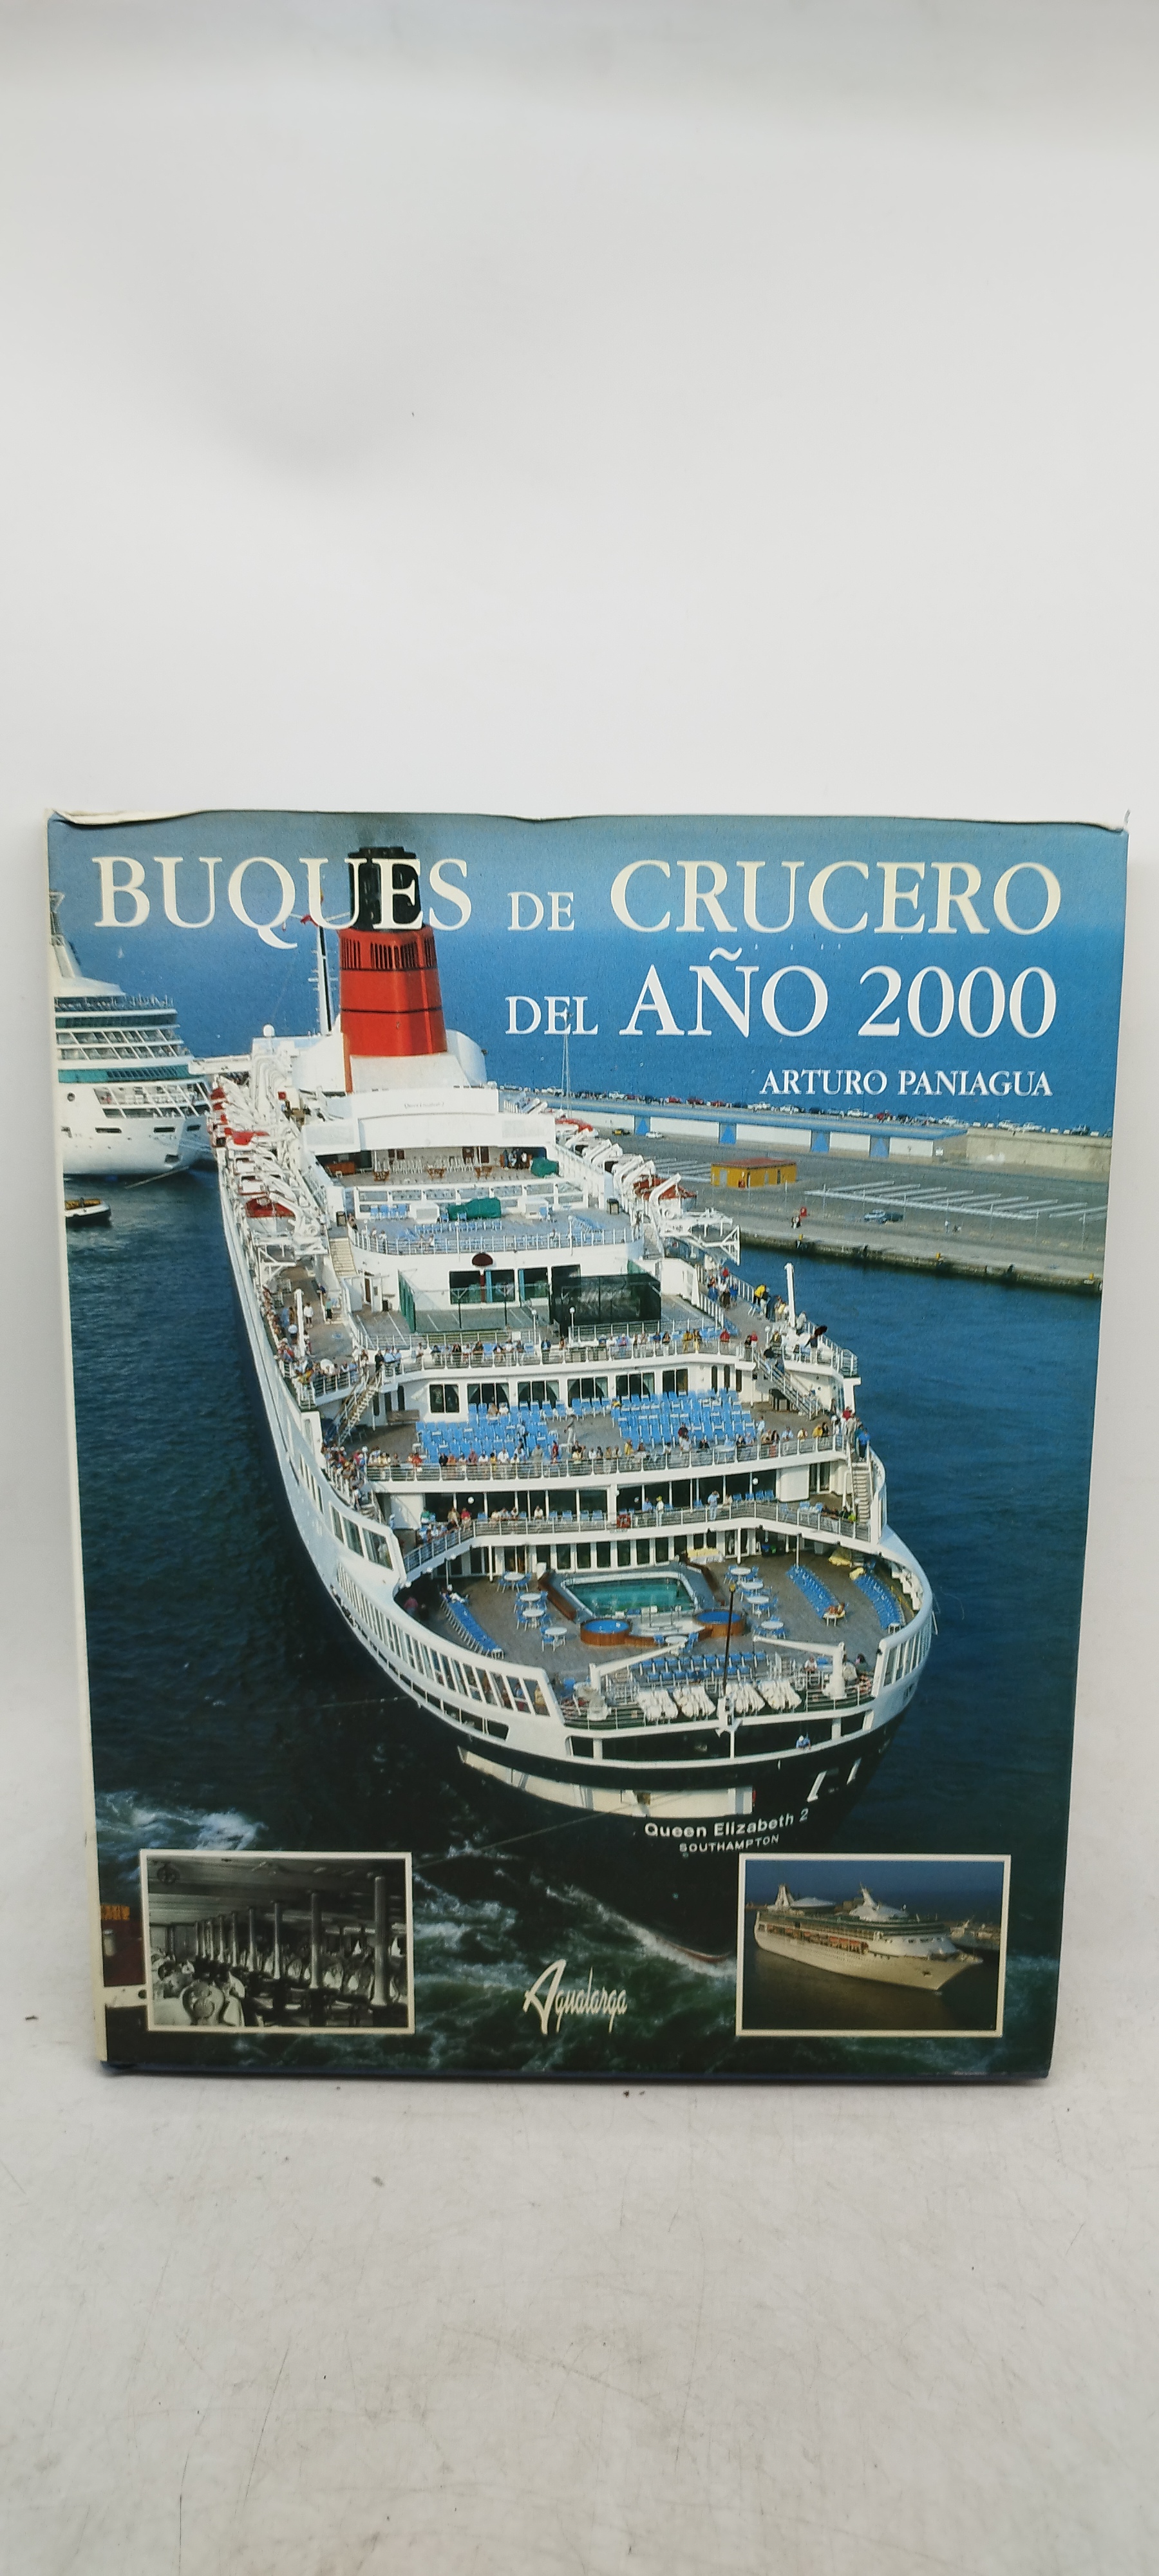 BUQUES DE CRUCERO
DEL AÑO 2000
ARTURO PANIAGUA
Queen Elizabeth 2
SOUTHAMPTON
Agualarga